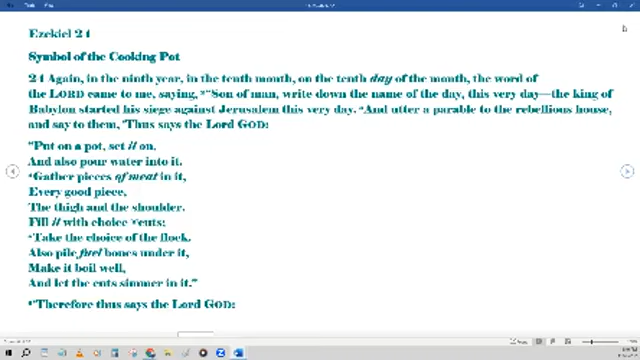 Ezekiel 24
Symbol of the Cooking Pot
24 Again, in the ninth year, in the tenth month, on the tenth day of the month, the word of
the LORD came to me, saying, "Son of man, write down the name of the day, this very day—the king of
Babylon started his siege against Jerusalem this very day. And utter a parable to the rebellious house,
and say to them, 'Thus says the Lord GOD:
"Put on a pot, set it on,
And also pour water into it.
Gather pieces of meat in it,
Every good piece,
The thigh and the shoulder.
Fill it with choice cuts;
Take the choice of the flock.
Also pile fuel bones under it,
Make it boil well,
And let the cuts simmer in it."
'Therefore thus says the Lord GOD: